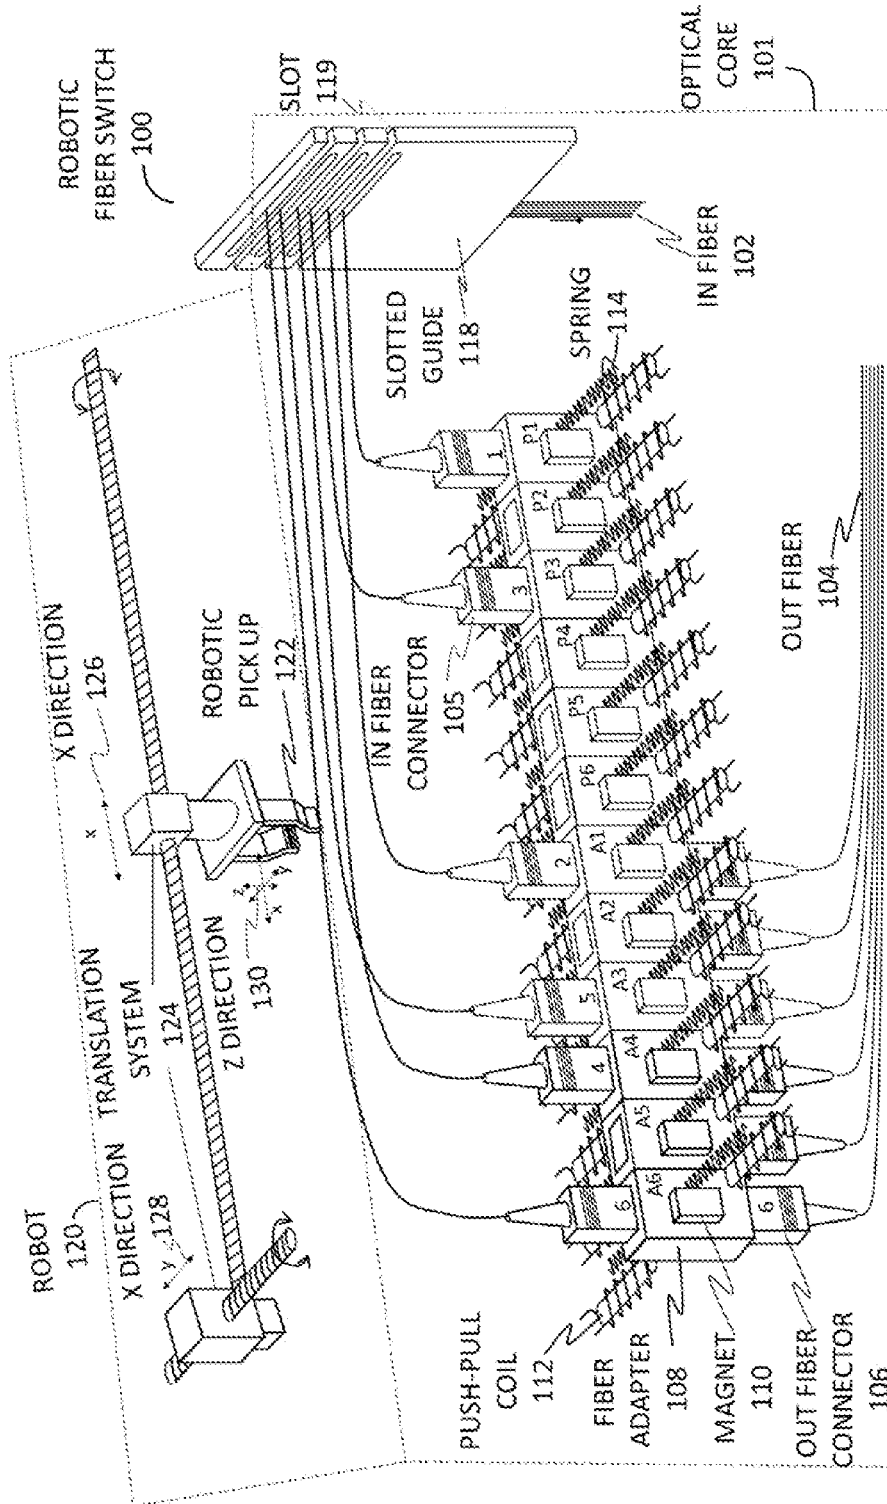 ROBOTIC
FIBER SWITCH
100
SLOT
119
OPTICAL
CORE
101
X DIRECTION
126
x
ROBOTIC
PICK UP
122
SLOTTED
GUIDE
118
IN FIBER
102
SPRING
114
IN FIBER
CONNECTOR
105
OUT FIBER
104
ROBOT
120
TRANSLATION
SYSTEM
124
X DIRECTION
128
y
Z DIRECTION
130
z
x
y
6
4
5
2
3
1
A6
A5
A4
A3
A2
A1
P6
P5
P4
P3
P2
P1
6
PUSH-PULL
COIL
112
FIBER
ADAPTER
108
MAGNET
110
OUT FIBER
CONNECTOR
106